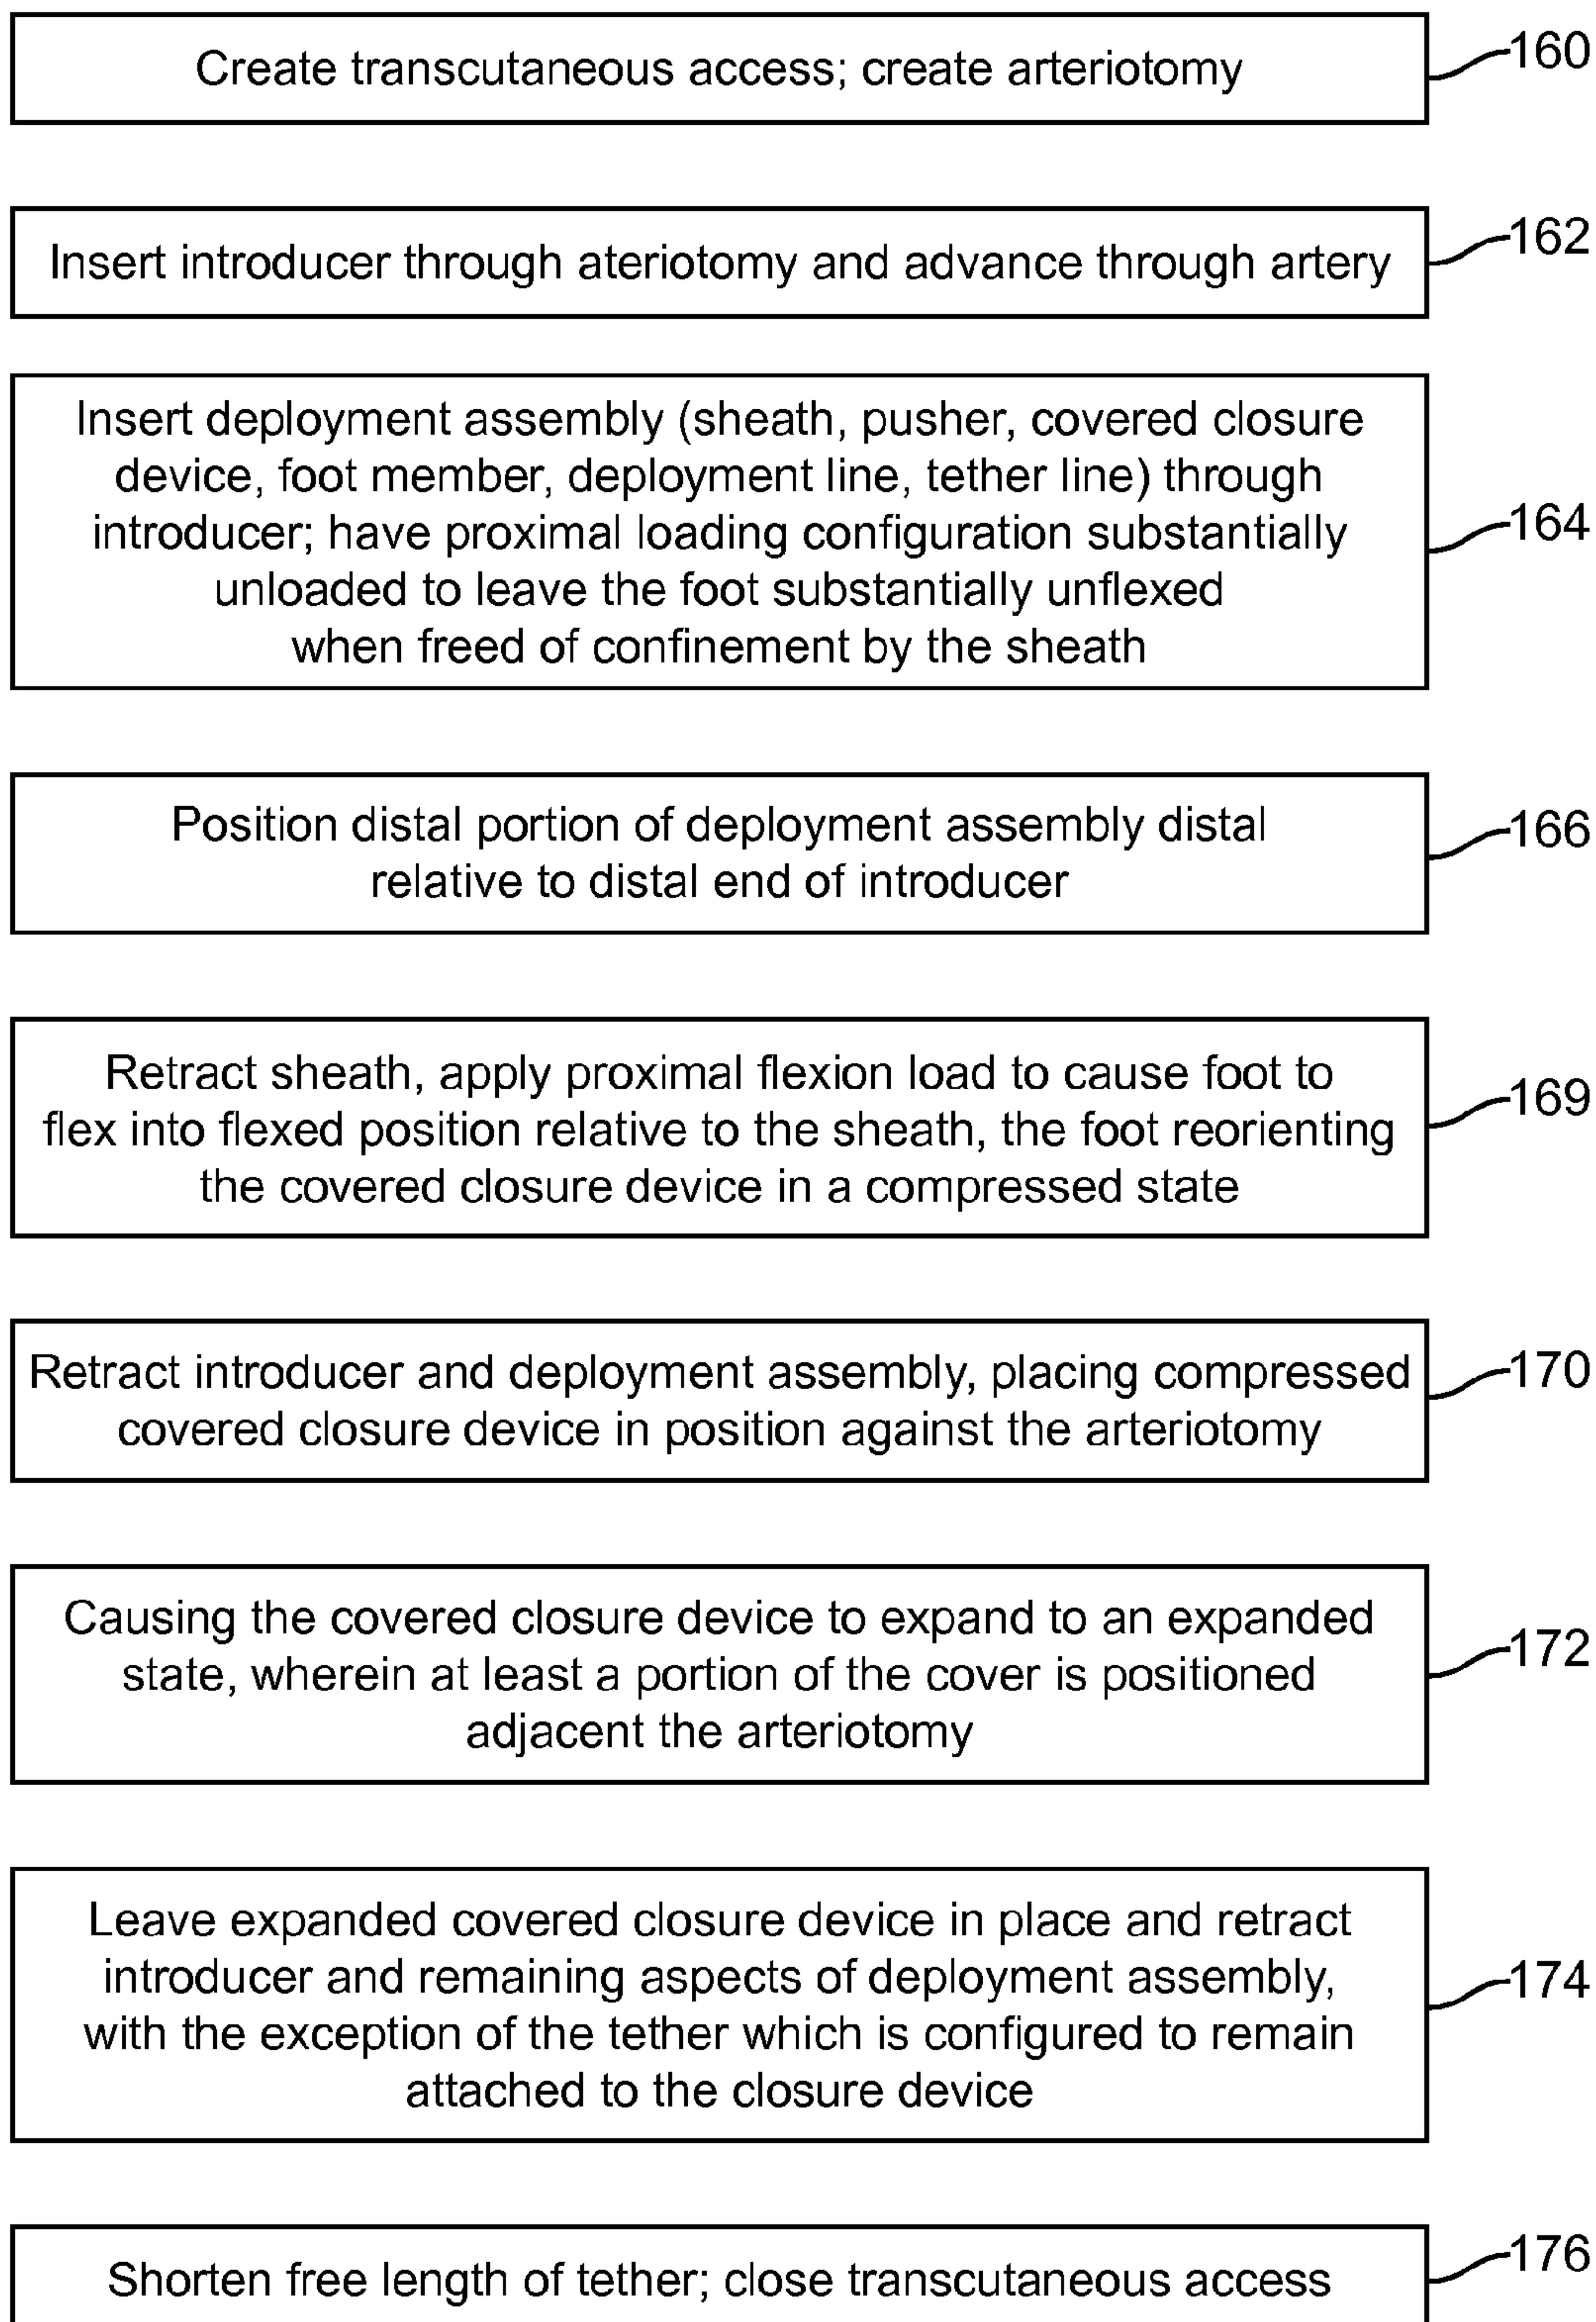 Create transcutaneous access; create arteriotomy
160
Insert introducer through ateriotomy and advance through artery
162
Insert deployment assembly (sheath, pusher, covered closure
device, foot member, deployment line, tether line) through
introducer; have proximal loading configuration substantially
unloaded to leave the foot substantially unflexed
when freed of confinement by the sheath
164
Position distal portion of deployment assembly distal
relative to distal end of introducer
166
Retract sheath, apply proximal flexion load to cause foot to
flex into flexed position relative to the sheath, the foot reorienting
the covered closure device in a compressed state
169
Retract introducer and deployment assembly, placing compressed
covered closure device in position against the arteriotomy
170
Causing the covered closure device to expand to an expanded
state, wherein at least a portion of the cover is positioned
adjacent the arteriotomy
172
Leave expanded covered closure device in place and retract
introducer and remaining aspects of deployment assembly,
with the exception of the tether which is configured to remain
attached to the closure device
174
Shorten free length of tether; close transcutaneous access
176